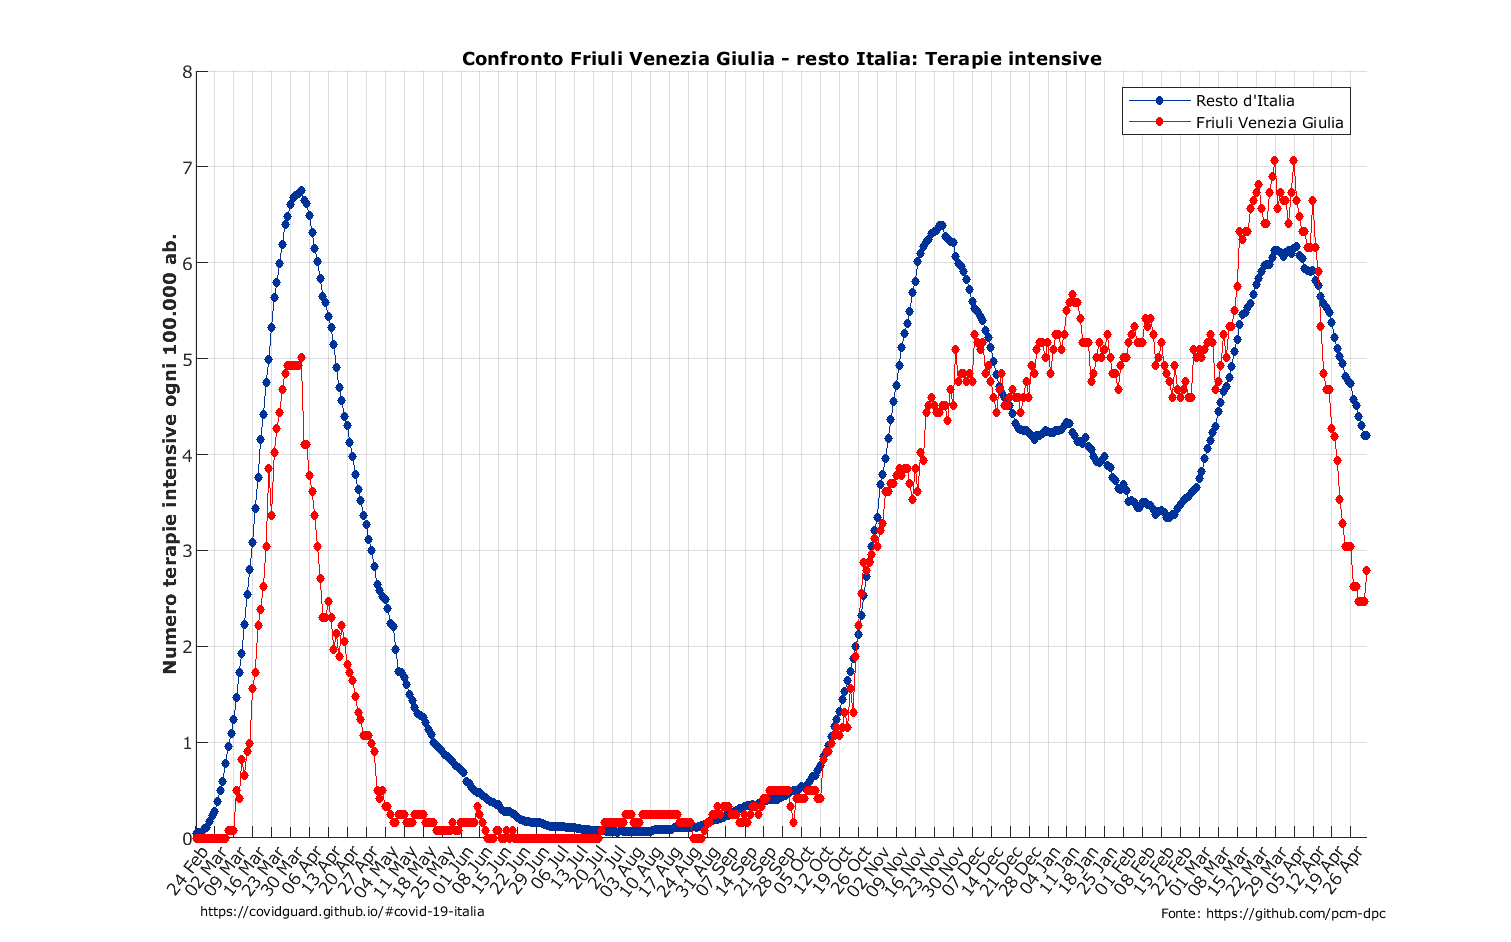 Confronto Friuli Venezia Giulia - resto Italia: Terapie intensive
Resto d'Italia
Friuli Venezia Giulia
Numero terapie intensive ogni 100.000 ab.
8
7
6
5
4
3
2
1
0
24 Feb
02 Mar
09 Mar
16 Mar
23 Mar
30 Mar
06 Apr
13 Apr
20 Apr
27 Apr
04 May
11 May
18 May
25 May
01 Jun
08 Jun
15 Jun
22 Jun
29 Jun
06 Jul
13 Jul
20 Jul
27 Jul
03 Aug
10 Aug
17 Aug
24 Aug
31 Aug
07 Sep
14 Sep
21 Sep
28 Sep
05 Oct
12 Oct
19 Oct
26 Oct
02 Nov
09 Nov
16 Nov
23 Nov
30 Nov
07 Dec
14 Dec
21 Dec
28 Dec
04 Jan
11 Jan
18 Jan
25 Jan
01 Feb
08 Feb
15 Feb
22 Feb
01 Mar
08 Mar
15 Mar
22 Mar
29 Mar
05 Apr
12 Apr
19 Apr
26 Apr
https://covidguard.github.io/#covid-19-italia
Fonte: https://github.com/pcm-dpc